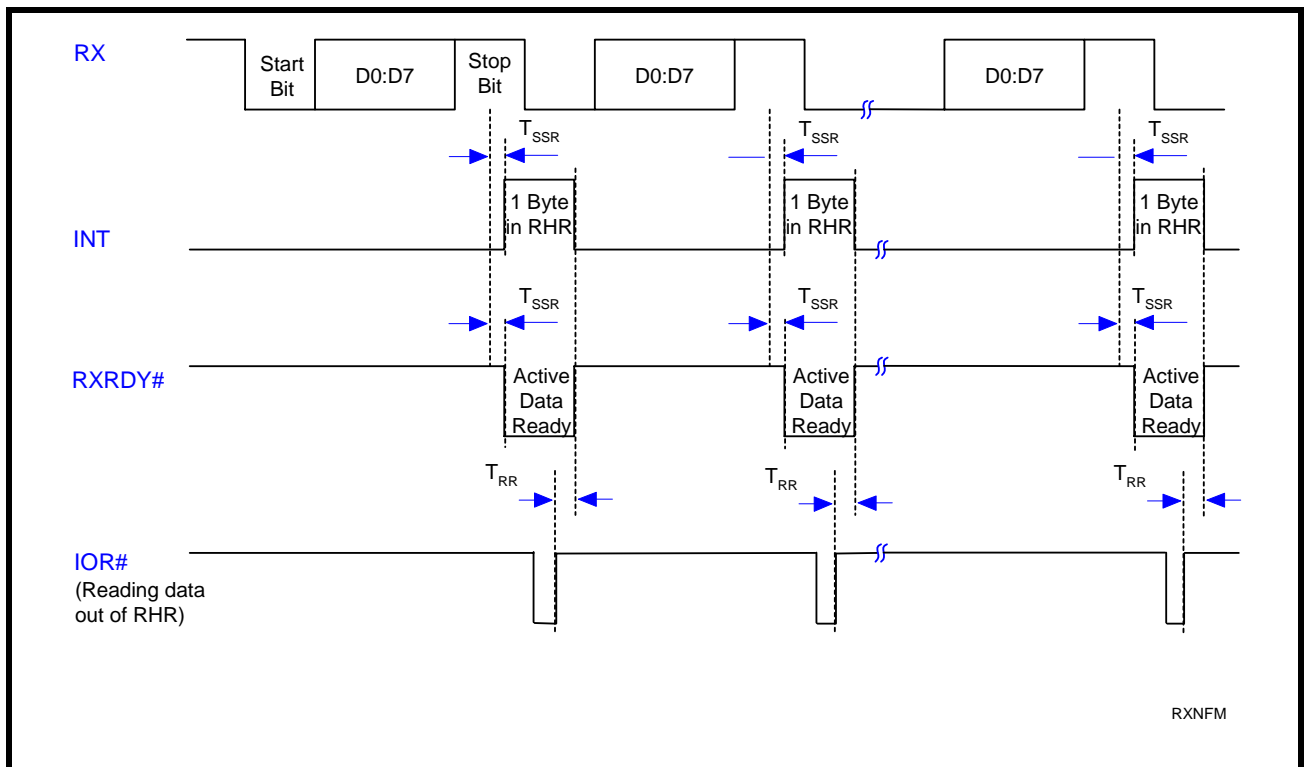 RX
Start
Bit
D0:D7
Stop
Bit
D0:D7
D0:D7
TSSR
TSSR
TSSR
INT
1 Byte
in RHR
1 Byte
in RHR
1 Byte
in RHR
TSSR
TSSR
TSSR
RXRDY#
Active
Data
Ready
Active
Data
Ready
Active
Data
Ready
TRR
TRR
TRR
IOR#
(Reading data
out of RHR)
RXNFM